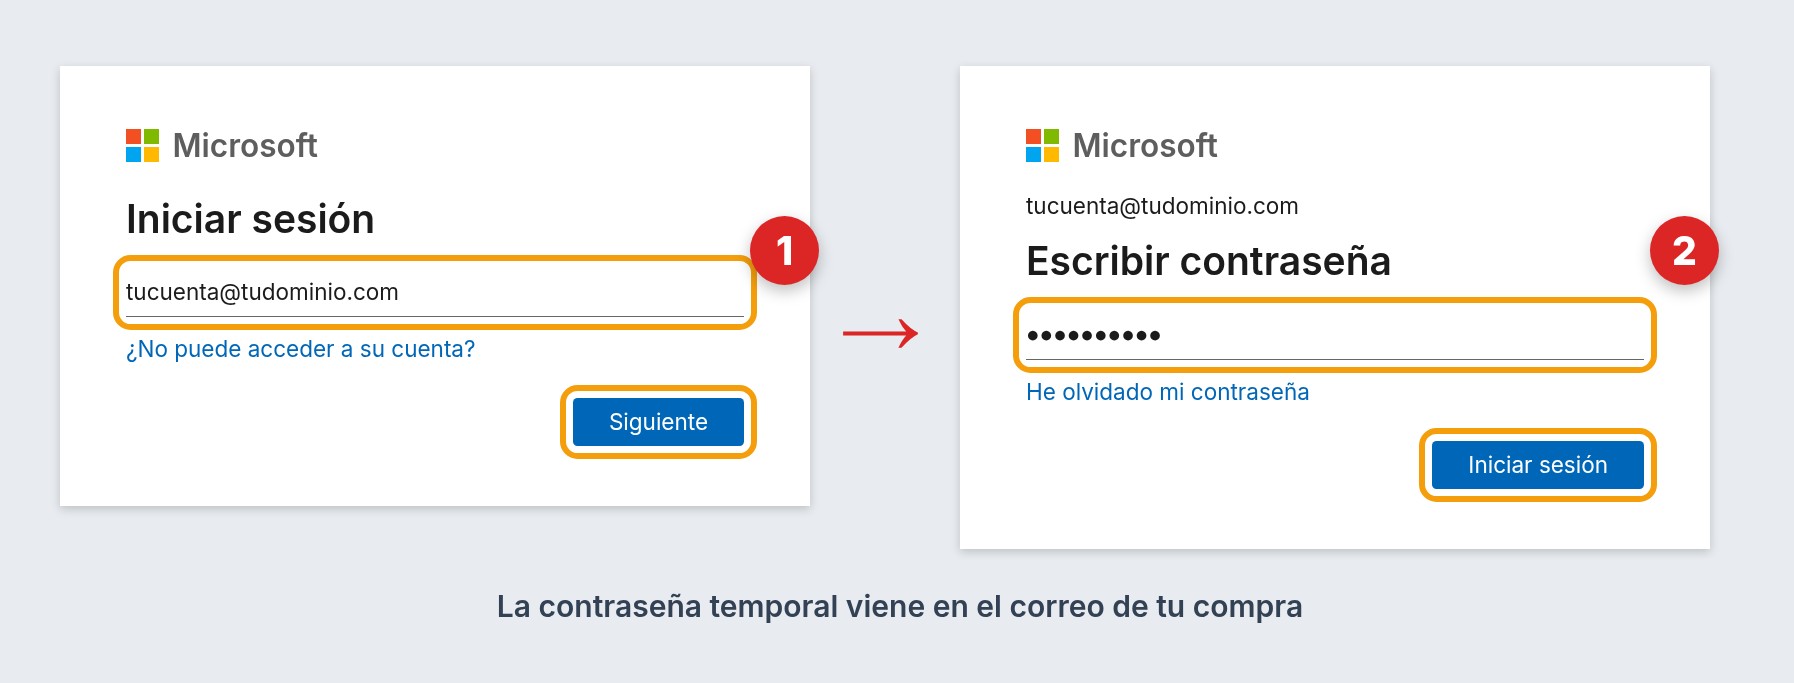 Microsoft
Iniciar sesión
1
tucuenta@tudominio.com
¿No puede acceder a su cuenta?
Siguiente
Microsoft
tucuenta@tudominio.com
Escribir contraseña
2
••••••••••
He olvidado mi contraseña
Iniciar sesión
La contraseña temporal viene en el correo de tu compra